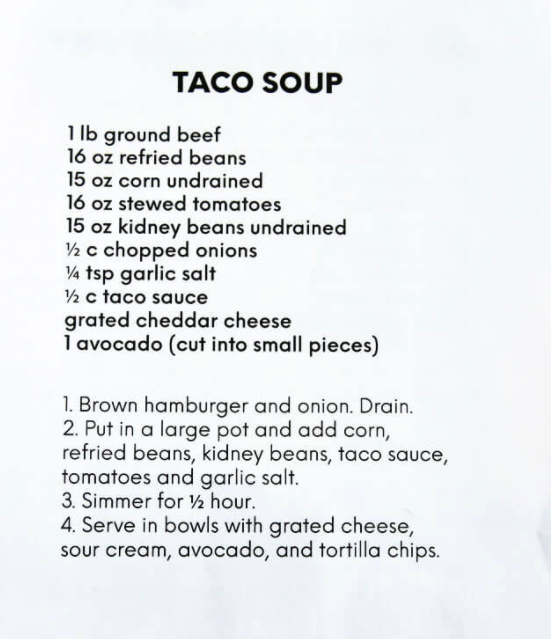 TACO SOUP
1 lb ground beef
16 oz refried beans
15 oz corn undrained
16 oz stewed tomatoes
15 oz kidney beans undrained
½ c chopped onions
¼ tsp garlic salt
½ c taco sauce
grated cheddar cheese
1 avocado (cut into small pieces)
1. Brown hamburger and onion. Drain.
2. Put in a large pot and add corn,
refried beans, kidney beans, taco sauce,
tomatoes and garlic salt.
3. Simmer for ½ hour.
4. Serve in bowls with grated cheese,
sour cream, avocado, and tortilla chips.